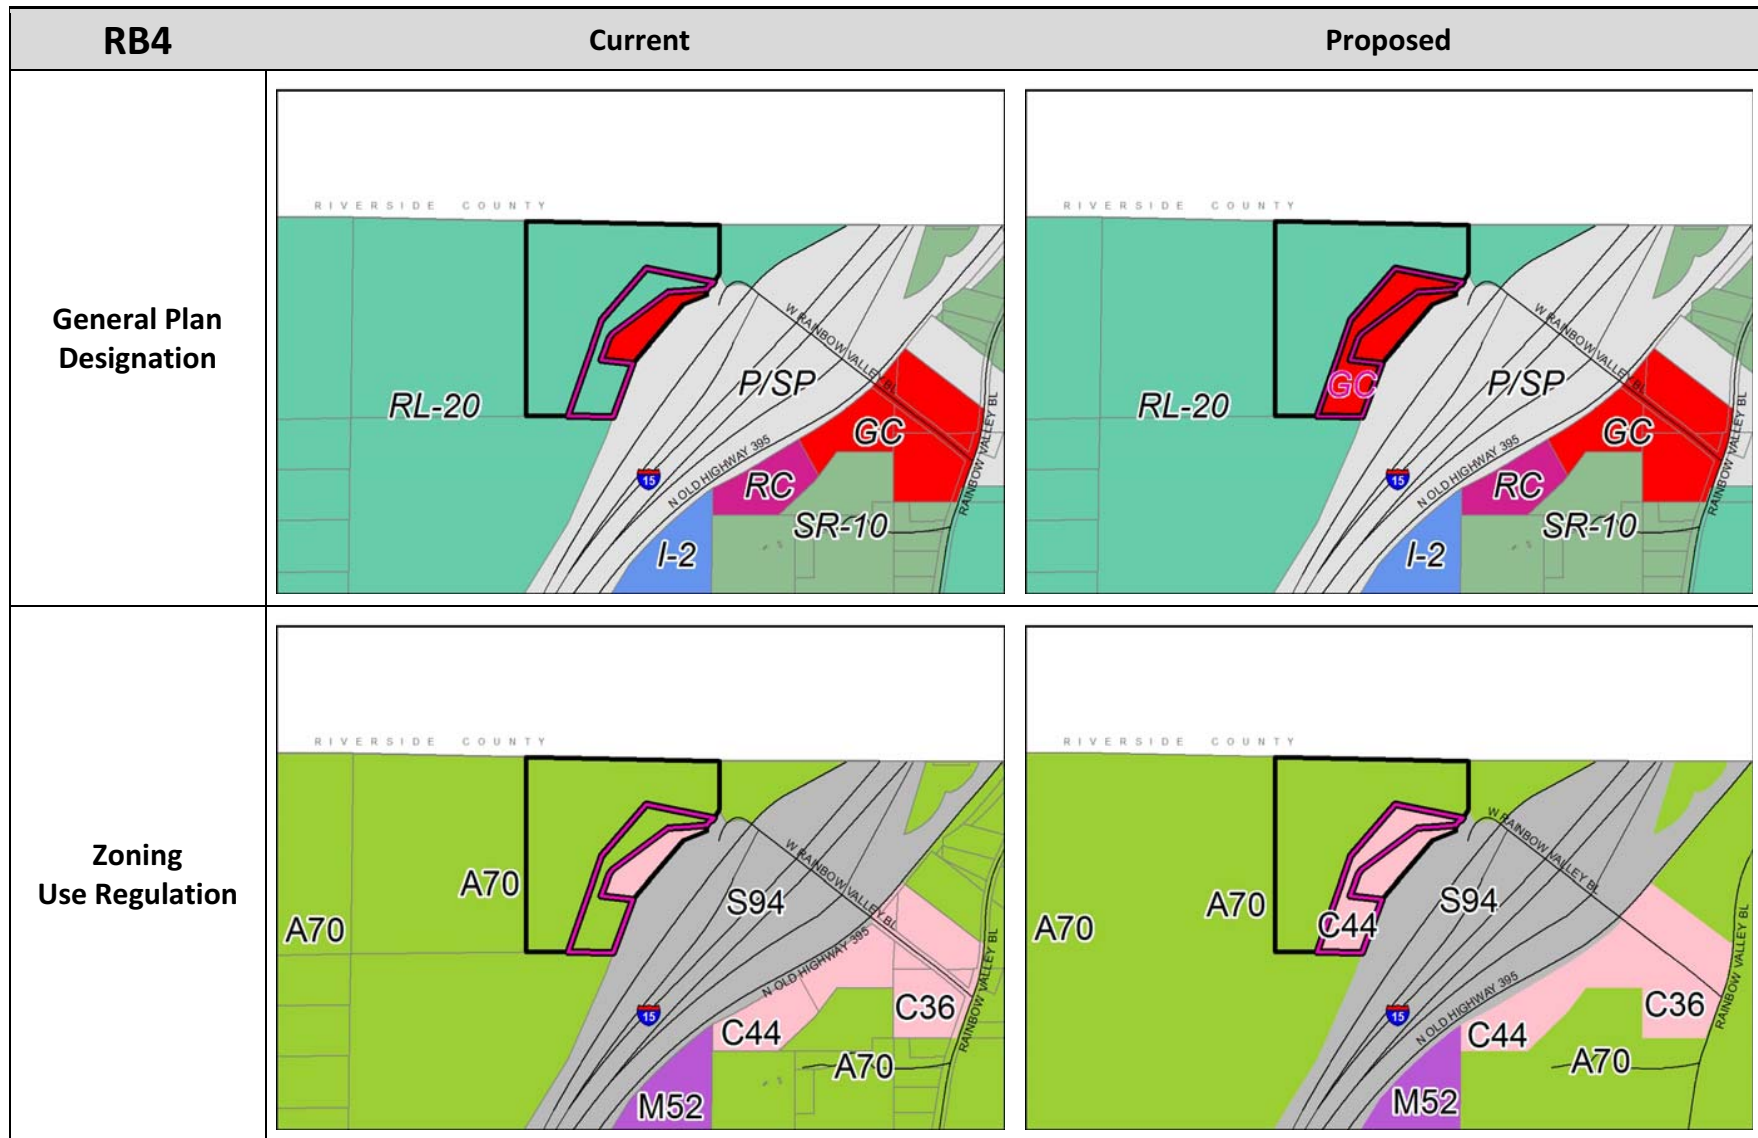 RB4
Current
Proposed
General Plan
Designation
RIVERSIDE COUNTY
W RAINBOW VALLEY BL
P/SP
RL-20
GC
RAINBOW VALLEY BL
N OLD HIGHWAY 395
15
RC
SR-10
I-2
RIVERSIDE COUNTY
W RAINBOW VALLEY BL
GC
P/SP
RL-20
GC
RAINBOW VALLEY BL
N OLD HIGHWAY 395
15
RC
SR-10
I-2
Zoning
Use Regulation
RIVERSIDE COUNTY
W RAINBOW VALLEY BL
A70
S94
A70
N OLD HIGHWAY 395
RAINBOW VALLEY BL
C36
15
C44
A70
M52
RIVERSIDE COUNTY
W RAINBOW VALLEY BL
A70
S94
A70
C44
RAINBOW VALLEY BL
N OLD HIGHWAY 395
C36
15
C44
A70
M52